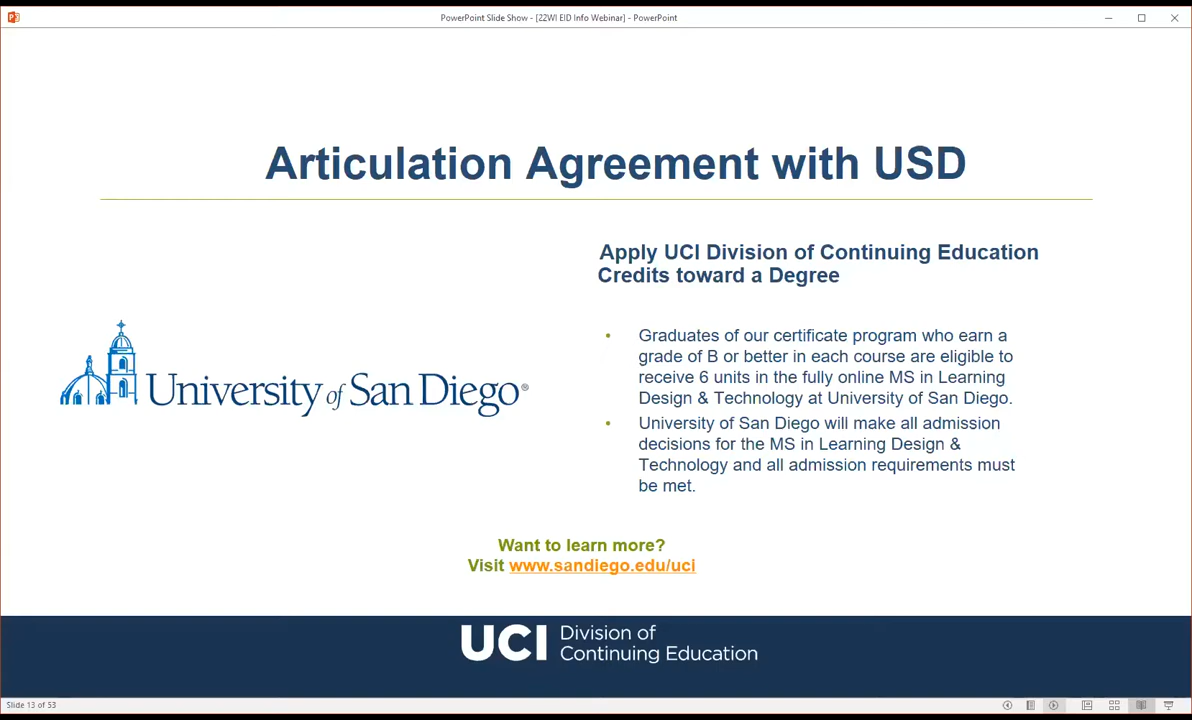 PowerPoint Slide Show - [22WI EID Info Webinar] - PowerPoint
Articulation Agreement with USD
Apply UCI Division of Continuing Education
Credits toward a Degree
University of San Diego®
• Graduates of our certificate program who earn a
grade of B or better in each course are eligible to
receive 6 units in the fully online MS in Learning
Design & Technology at University of San Diego.
• University of San Diego will make all admission
decisions for the MS in Learning Design &
Technology and all admission requirements must
be met.
Want to learn more?
Visit www.sandiego.edu/uci
UCI Division of
Continuing Education
Slide 13 of 53